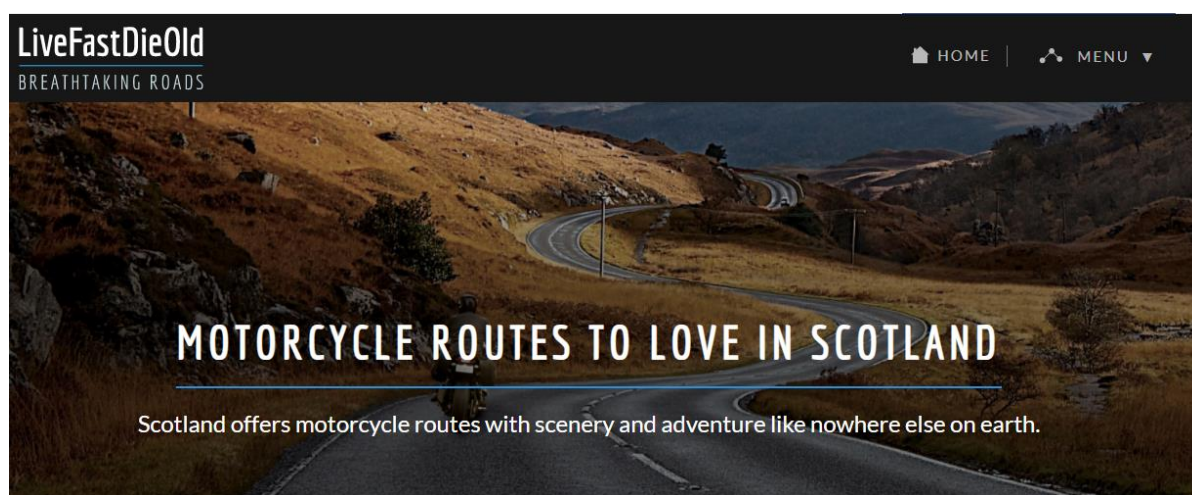 LiveFastDieOld
BREATHTAKING ROADS
HOME
MENU ▼
MOTORCYCLE ROUTES TO LOVE IN SCOTLAND
Scotland offers motorcycle routes with scenery and adventure like nowhere else on earth.